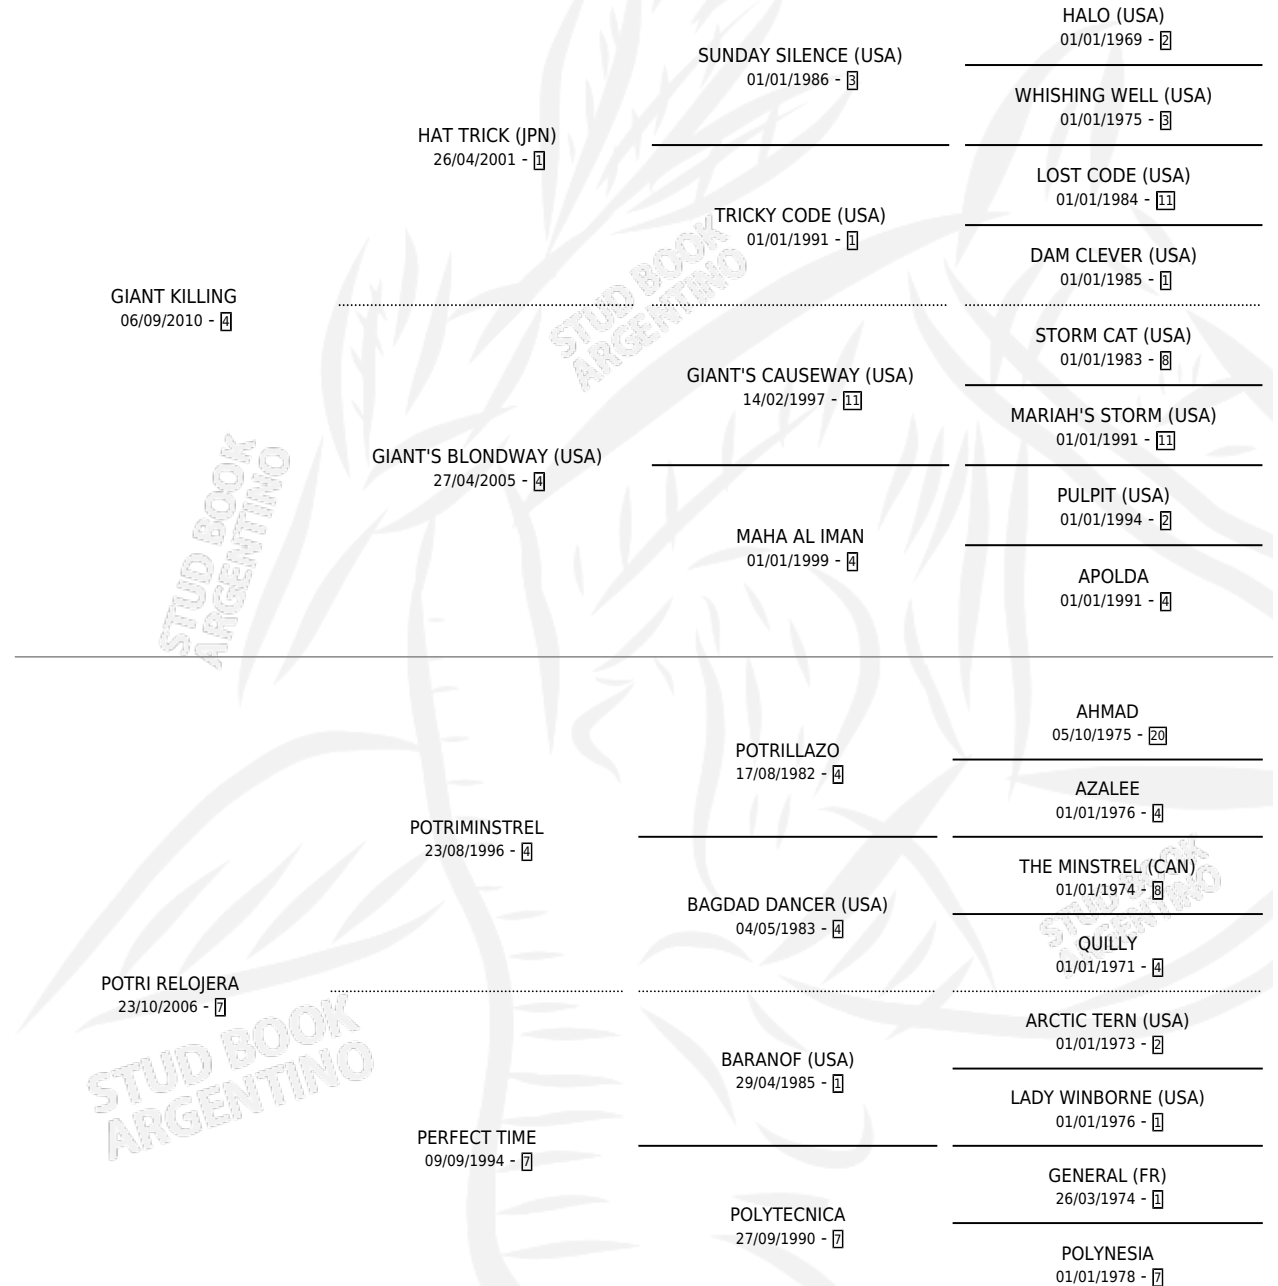 HALO (USA)
01/01/1969 - 2
SUNDAY SILENCE (USA)
01/01/1986 - 3
WHISHING WELL (USA)
01/01/1975 - 3
HAT TRICK (JPN)
26/04/2001 - 1
LOST CODE (USA)
01/01/1984 - 11
TRICKY CODE (USA)
01/01/1991 - 1
DAM CLEVER (USA)
01/01/1985 - 1
GIANT KILLING
06/09/2010 - 4
STUD BOOK
ARGENTINO
STORM CAT (USA)
01/01/1983 - 8
GIANT'S CAUSEWAY (USA)
14/02/1997 - 11
MARIAH'S STORM (USA)
01/01/1991 - 11
GIANT'S BLONDWAY (USA)
27/04/2005 - 4
PULPIT (USA)
01/01/1994 - 2
MAHA AL IMAN
01/01/1999 - 4
APOLDA
01/01/1991 - 4
STUD BOOK
ARGENTINO
AHMAD
05/10/1975 - 20
POTRILLAZO
17/08/1982 - 4
AZALEE
01/01/1976 - 4
POTRIMINSTREL
23/08/1996 - 4
THE MINSTREL (CAN)
01/01/1974 - 8
BAGDAD DANCER (USA)
04/05/1983 - 4
STUD BOOK
ARGENTINO
QUILLY
01/01/1971 - 4
POTRI RELOJERA
23/10/2006 - 7
ARCTIC TERN (USA)
01/01/1973 - 2
BARANOF (USA)
29/04/1985 - 1
STUD BOOK
ARGENTINO
LADY WINBORNE (USA)
01/01/1976 - 1
PERFECT TIME
09/09/1994 - 7
GENERAL (FR)
26/03/1974 - 1
POLYTECNICA
27/09/1990 - 7
POLYNESIA
01/01/1978 - 7